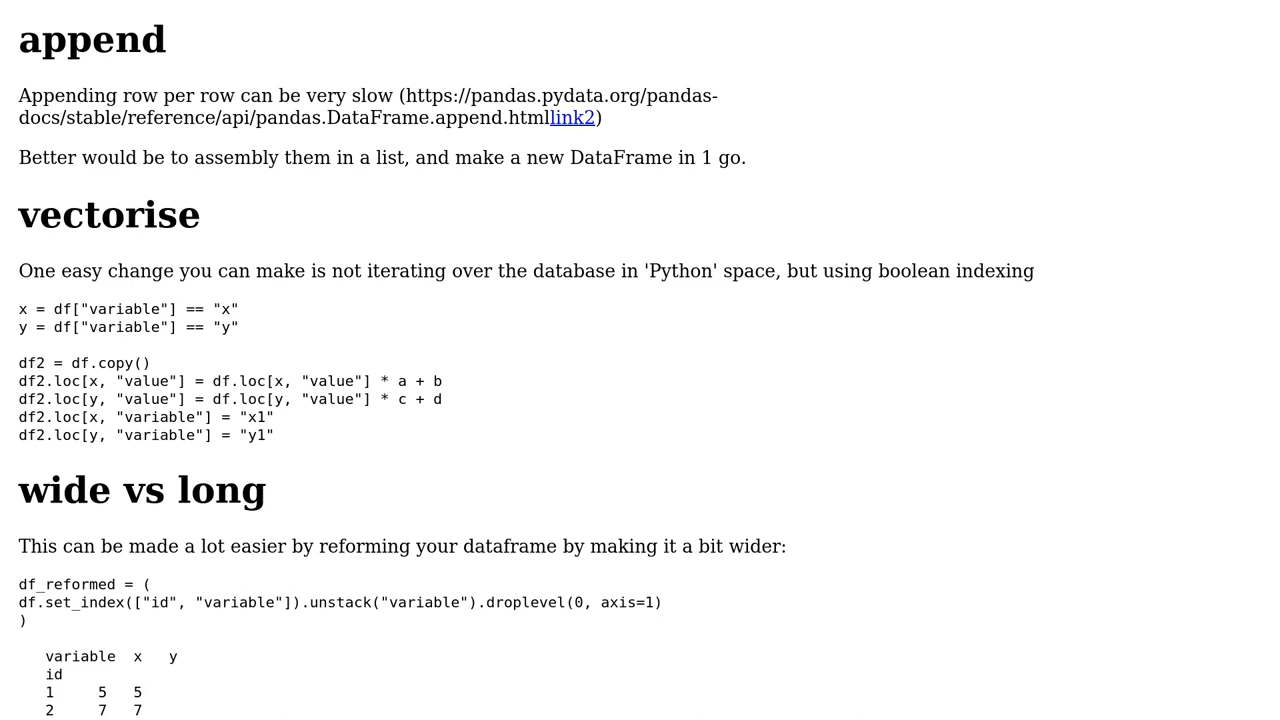 append
Appending row per row can be very slow (https://pandas.pydata.org/pandas-
docs/stable/reference/api/pandas.DataFrame.append.htmllink2)
Better would be to assembly them in a list, and make a new DataFrame in 1 go.
vectorise
One easy change you can make is not iterating over the database in 'Python' space, but using boolean indexing
x = df["variable"] == "x"
y = df["variable"] == "y"
df2 = df.copy()
df2.loc[x, "value"] = df.loc[x, "value"] * a + b
df2.loc[y, "value"] = df.loc[y, "value"] * c + d
df2.loc[x, "variable"] = "x1"
df2.loc[y, "variable"] = "y1"
wide vs long
This can be made a lot easier by reforming your dataframe by making it a bit wider:
df_reformed = (
df.set_index(["id", "variable"]).unstack("variable").droplevel(0, axis=1)
)
   variable  x   y
   id
   1     5   5
   2     7   7